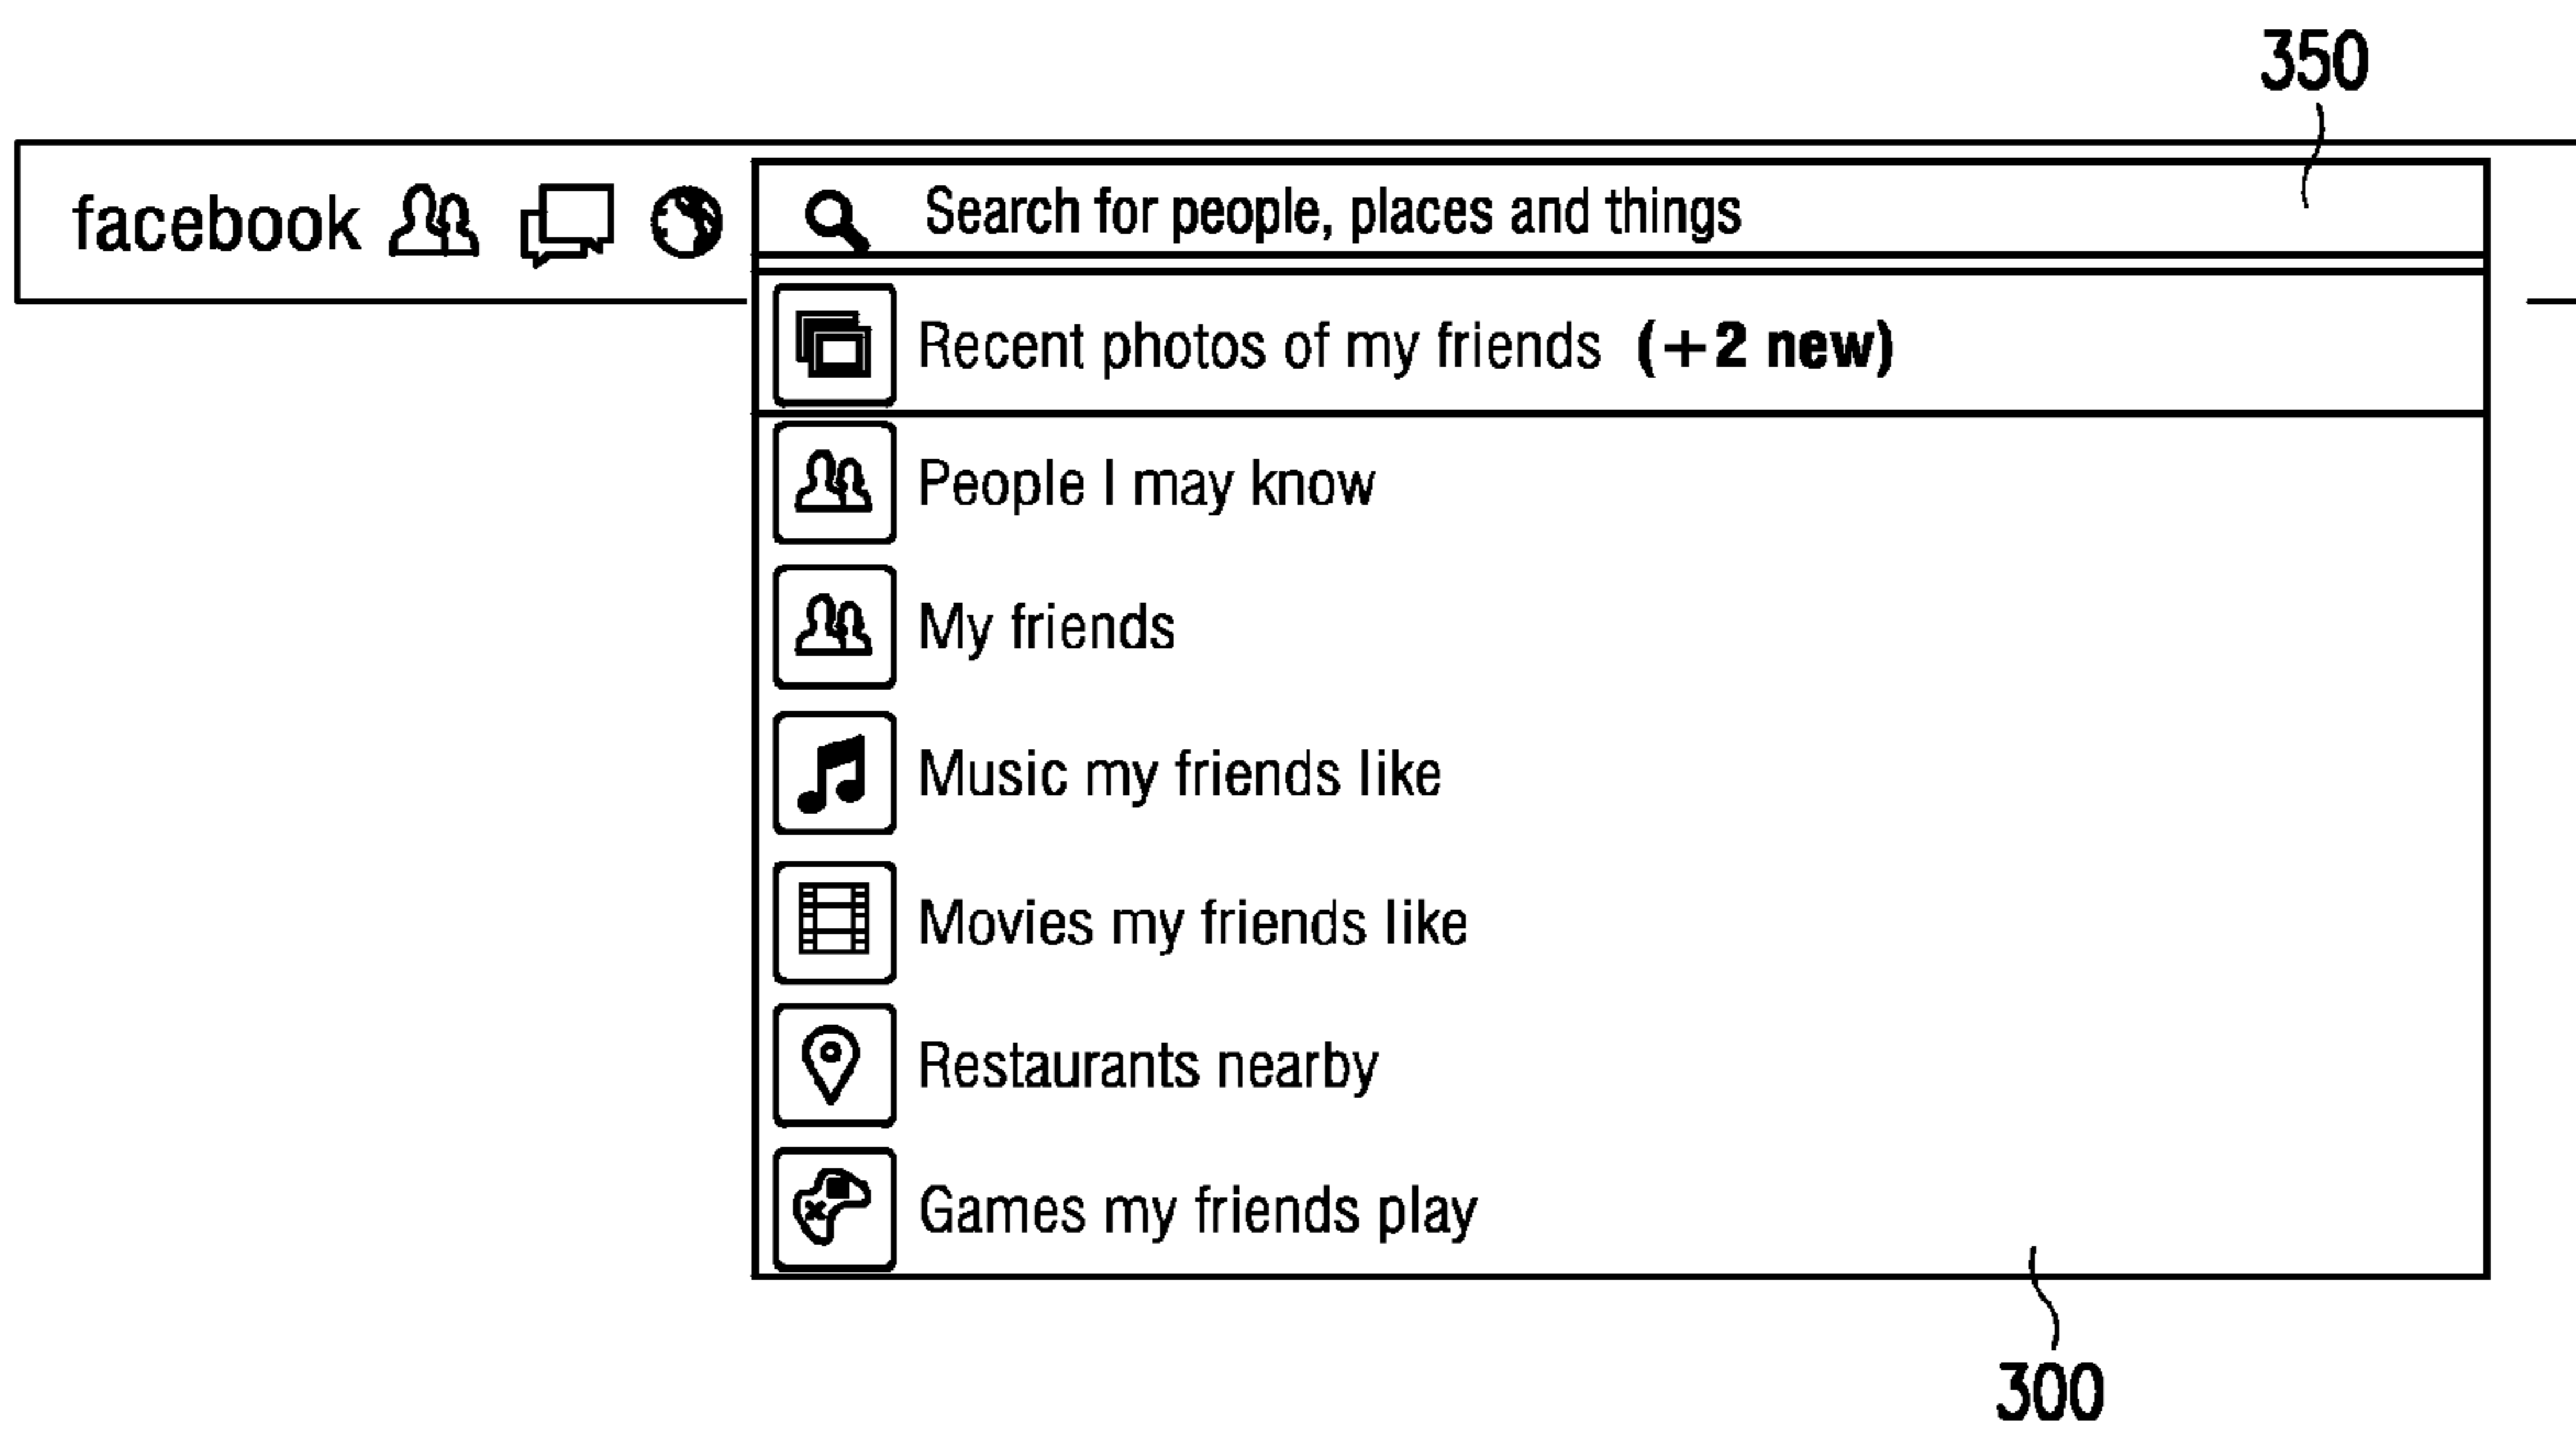 350
facebook
Search for people, places and things
Recent photos of my friends (+2 new)
People I may know
My friends
Music my friends like
Movies my friends like
Restaurants nearby
Games my friends play
300